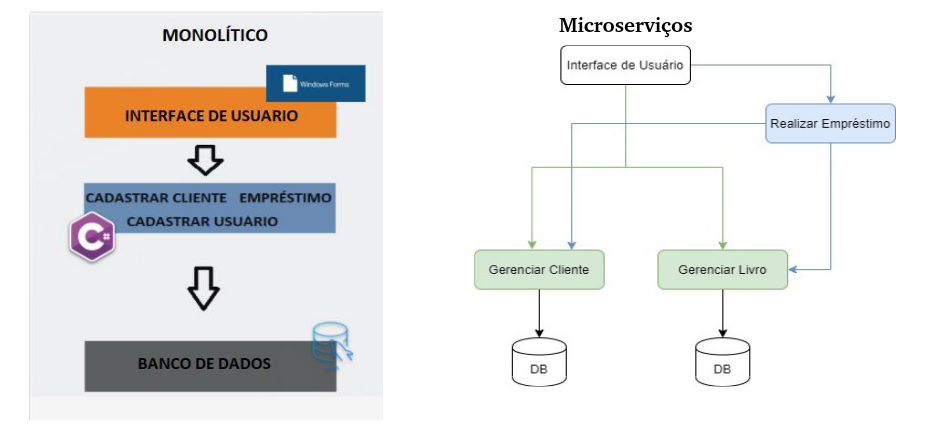 MONOLÍTICO
Windows Forms
INTERFACE DE USUARIO
CADASTRAR CLIENTE EMPRÉSTIMO
CADASTRAR USUÀRIO
C#
BANCO DE DADOS
Microserviços
Interface de Usuário
Realizar Empréstimo
Gerenciar Cliente
Gerenciar Livro
DB
DB